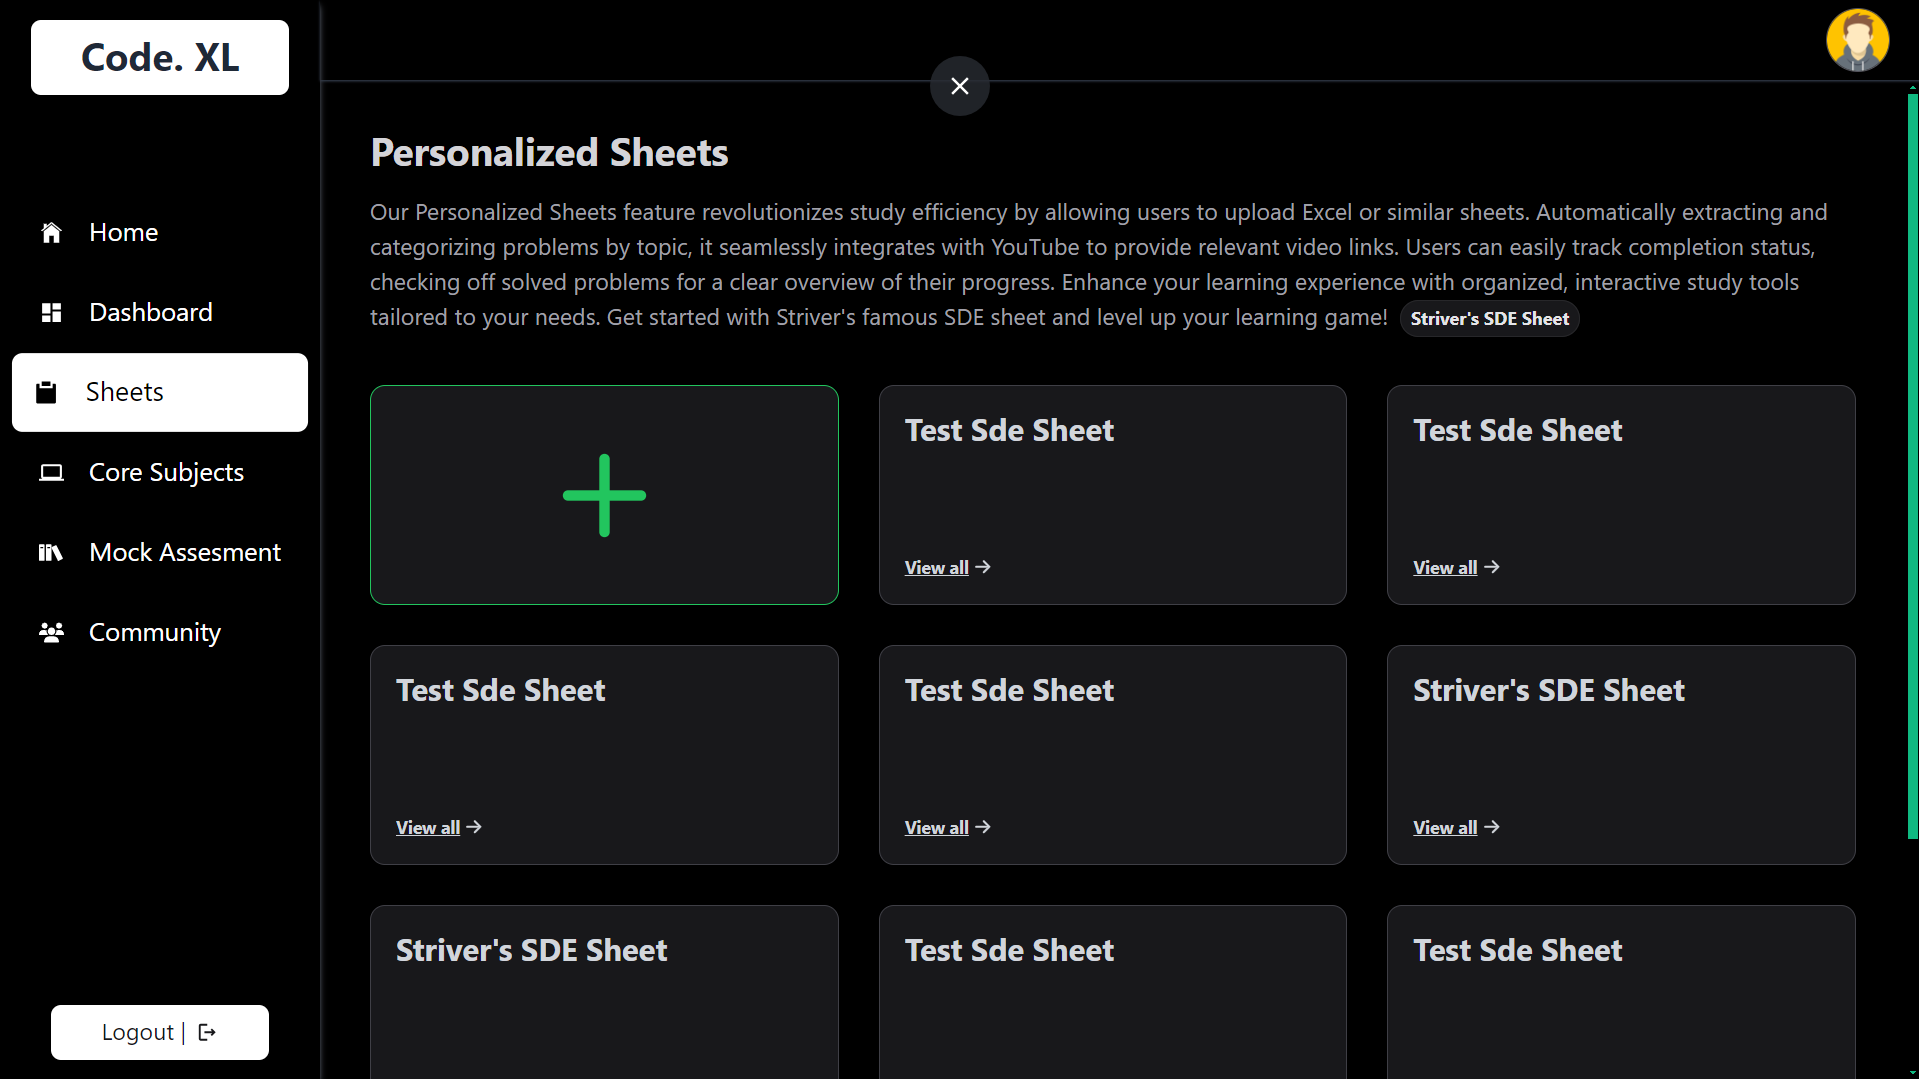 Code. XL
Home
Dashboard
Sheets
Core Subjects
Mock Assesment
Community
Logout |
Personalized Sheets
Our Personalized Sheets feature revolutionizes study efficiency by allowing users to upload Excel or similar sheets. Automatically extracting and
categorizing problems by topic, it seamlessly integrates with YouTube to provide relevant video links. Users can easily track completion status,
checking off solved problems for a clear overview of their progress. Enhance your learning experience with organized, interactive study tools
tailored to your needs. Get started with Striver's famous SDE sheet and level up your learning game! Striver's SDE Sheet
Test Sde Sheet
View all
Test Sde Sheet
View all
Test Sde Sheet
View all
Test Sde Sheet
View all
Striver's SDE Sheet
View all
Striver's SDE Sheet
Test Sde Sheet
Test Sde Sheet